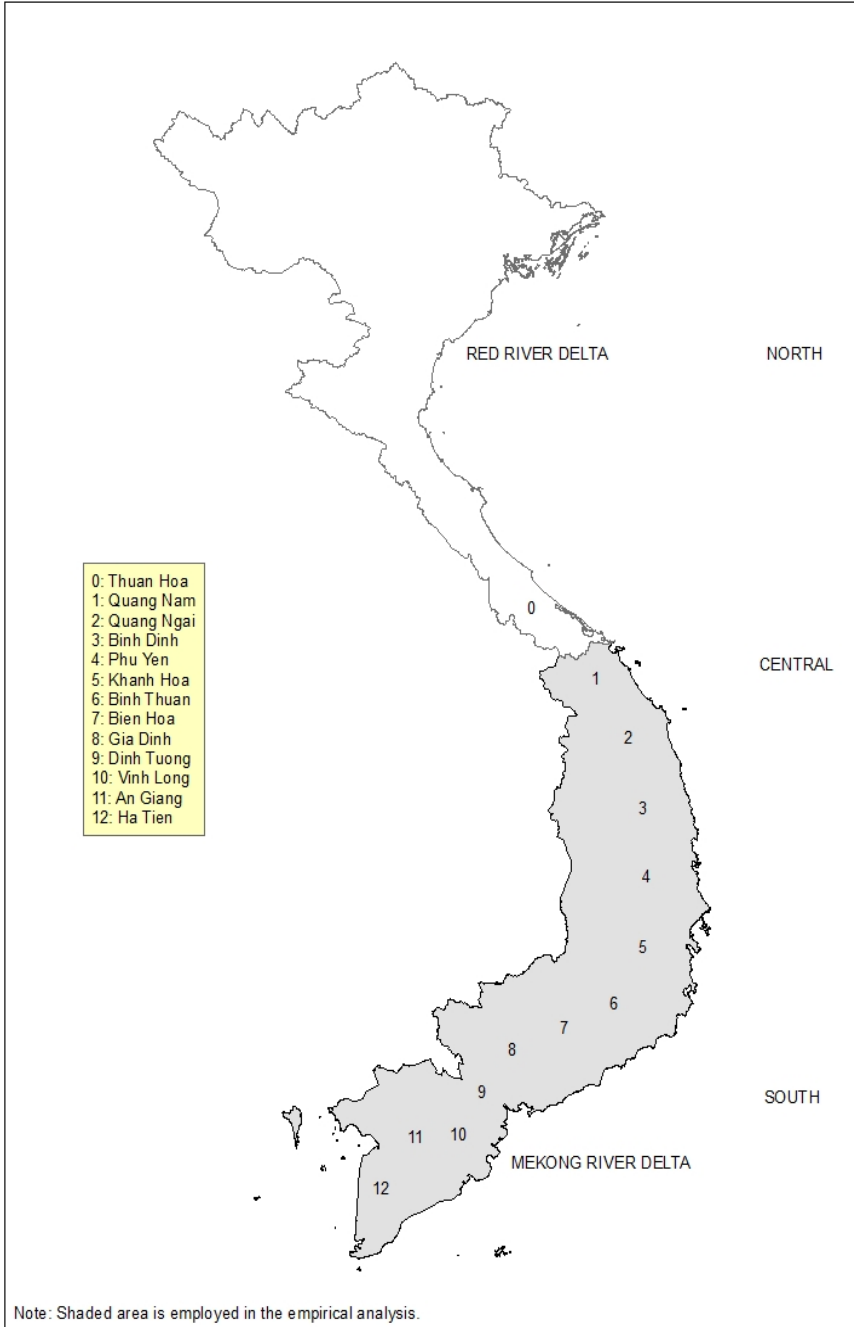 RED RIVER DELTA
NORTH
0: Thuan Hoa
1: Quang Nam
2: Quang Ngai
3: Binh Dinh
4: Phu Yen
5: Khanh Hoa
6: Binh Thuan
7: Bien Hoa
8: Gia Dinh
9: Dinh Tuong
10: Vinh Long
11: An Giang
12: Ha Tien
0
CENTRAL
1
2
3
4
5
6
7
8
9
SOUTH
11
10
MEKONG RIVER DELTA
12
Note: Shaded area is employed in the empirical analysis.